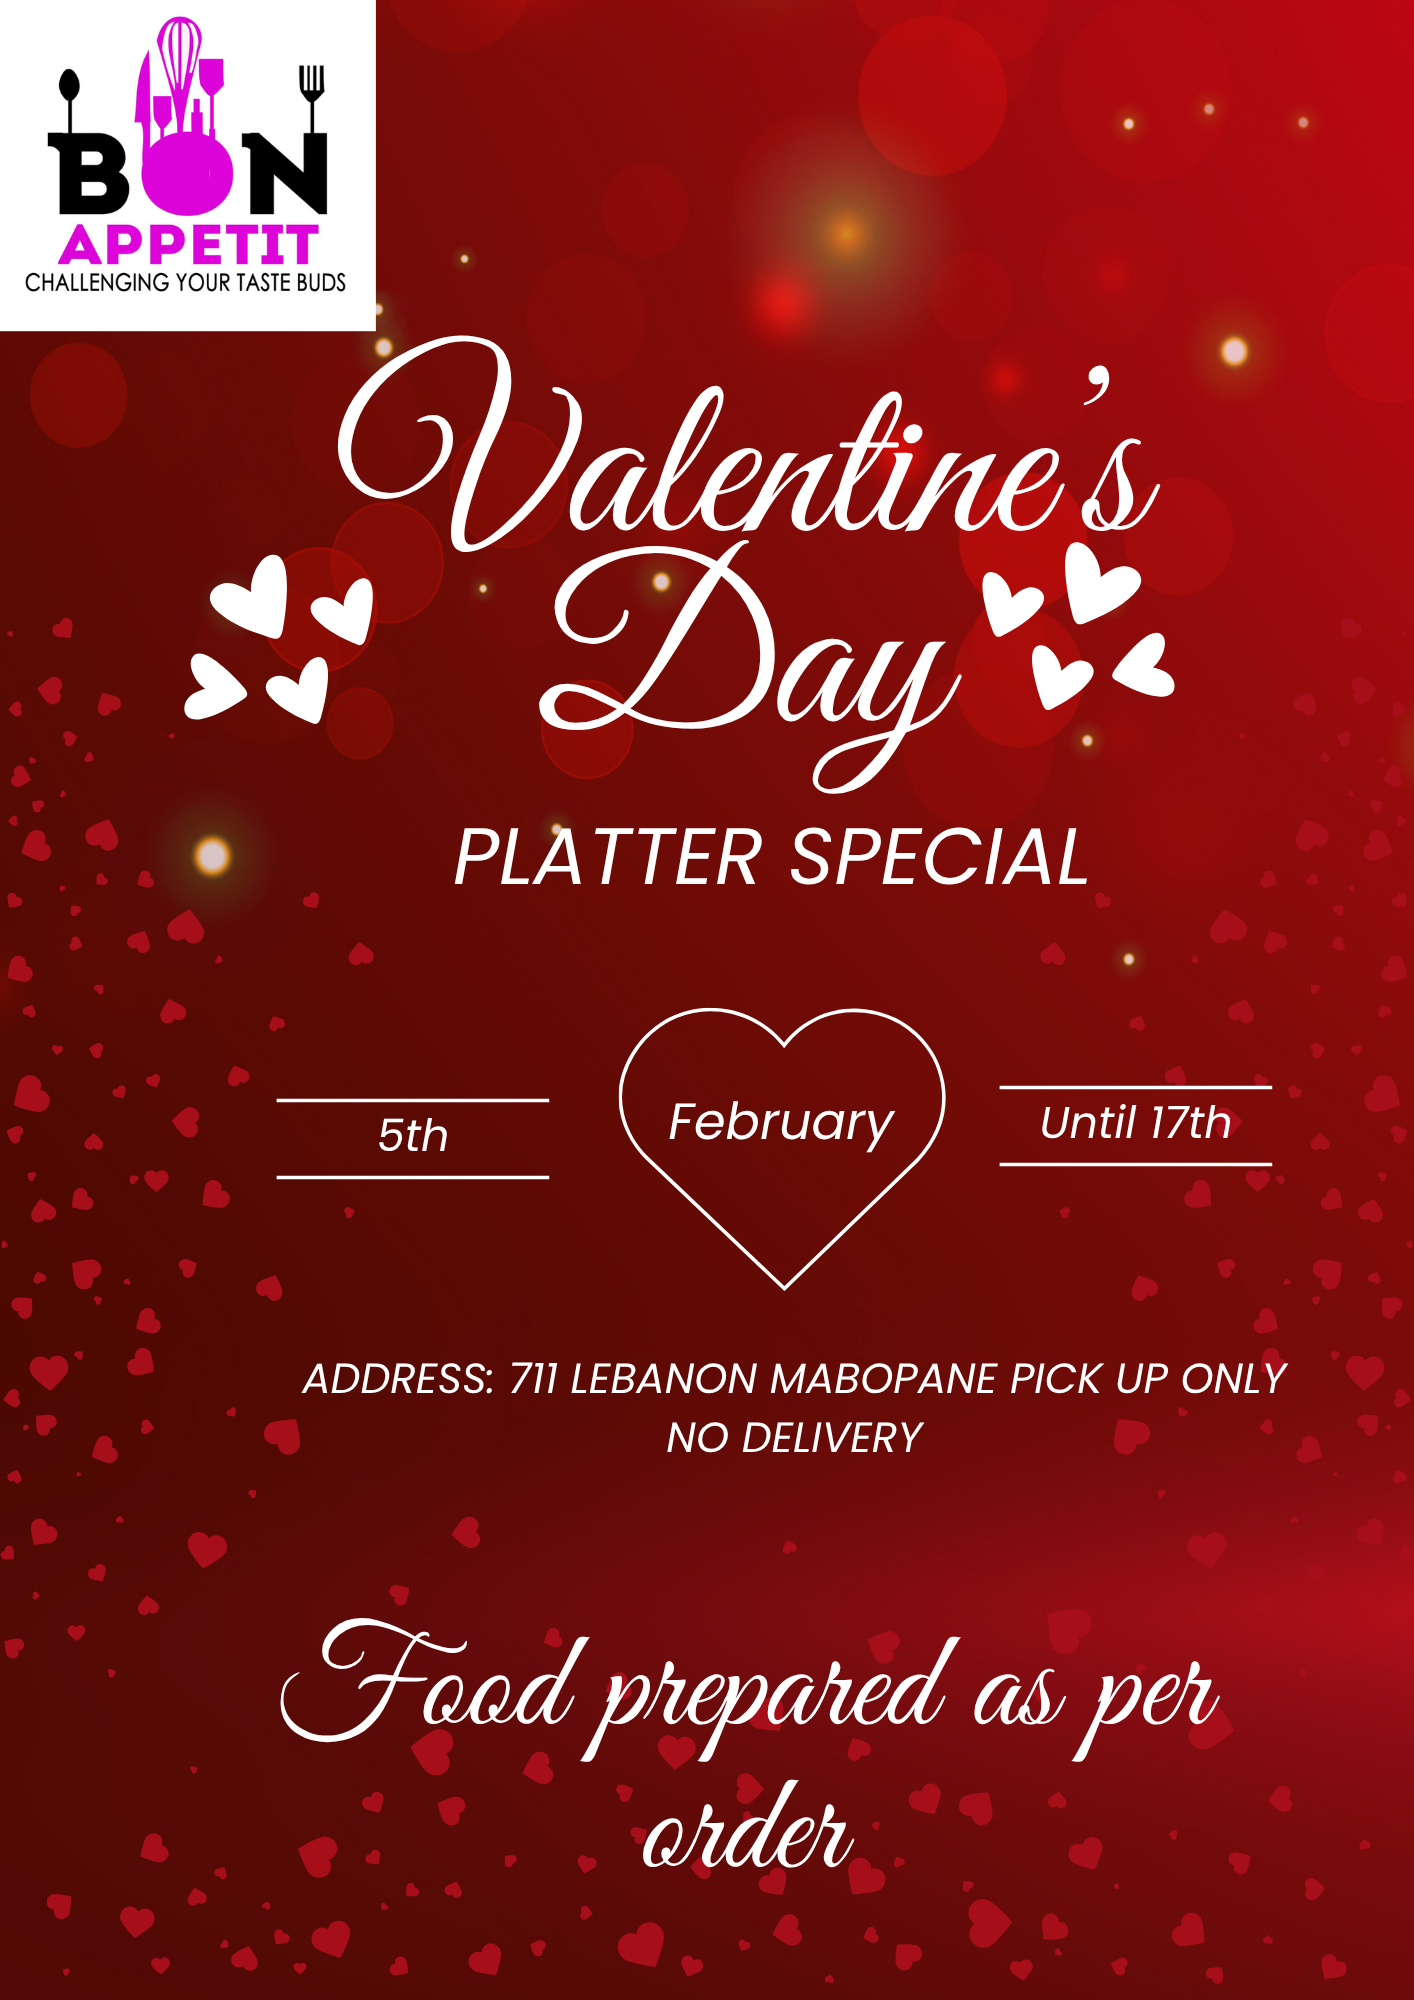 BON
APPETIT
CHALLENGING YOUR TASTE BUDS
Valentine's
Day
PLATTER SPECIAL
5th
February
Until 17th
ADDRESS: 711 LEBANON MABOPANE PICK UP ONLY
NO DELIVERY
Food prepared as per
order